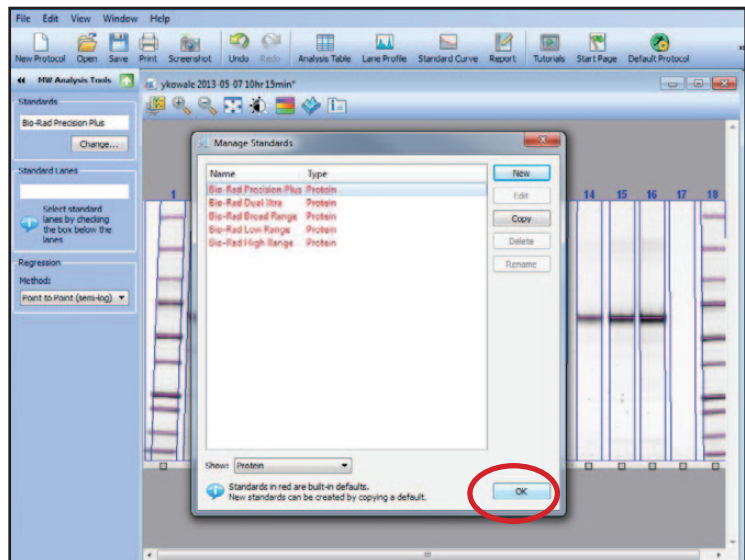 File Edit View Window Help
New Protocol Open Save Print Screenshot Undo Redo Analysis Table Lane Profile Standard Curve Report Tutorials Start Page Default Protocol
MW Analysis Tools
ykowale 2013-05-07 10hr 15min*
Standards
Bio-Rad Precision Plus
Change...
Standard Lanes
Select standard
lanes by checking
the box below the
lanes
Regression
Method:
Point to Point (semi-log)
1
Manage Standards
Name Type
Bio-Rad Precision Plus Protein
Bio-Rad Dual Xtra Protein
Bio-Rad Broad Range Protein
Bio-Rad Low Range Protein
Bio-Rad High Range Protein
New
Edit
Copy
Delete
Rename
Show: Protein
Standards in red are built-in defaults.
New standards can be created by copying a default.
OK
14 15 16 17 18